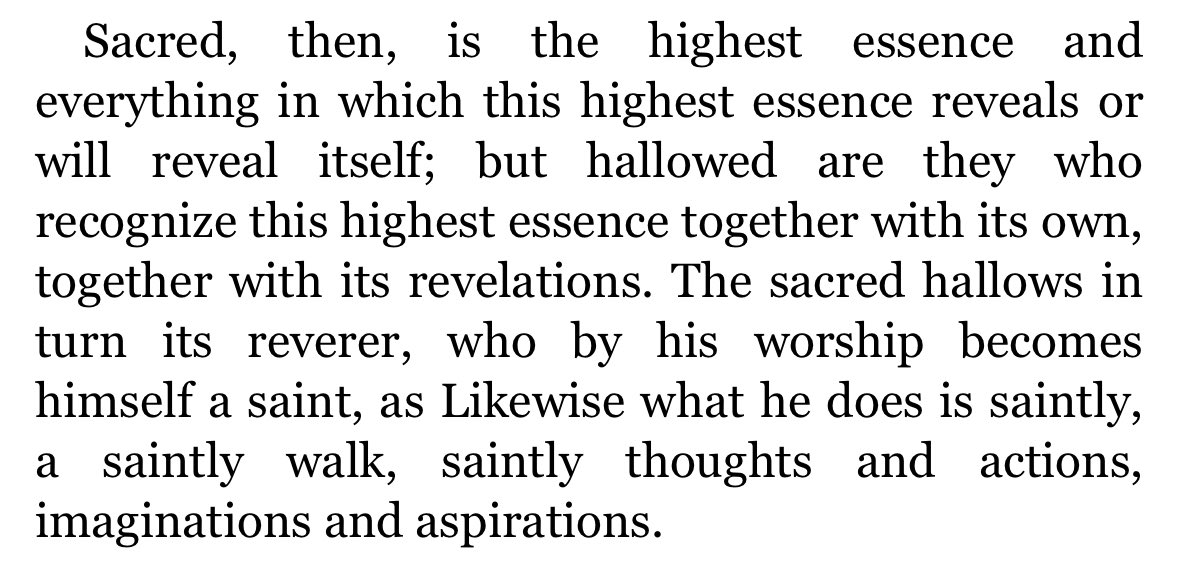 Sacred, then, is the highest essence and
everything in which this highest essence reveals or
will reveal itself; but hallowed are they who
recognize this highest essence together with its own,
together with its revelations. The sacred hallows in
turn its reverer, who by his worship becomes
himself a saint, as Likewise what he does is saintly,
a saintly walk, saintly thoughts and actions,
imaginations and aspirations.